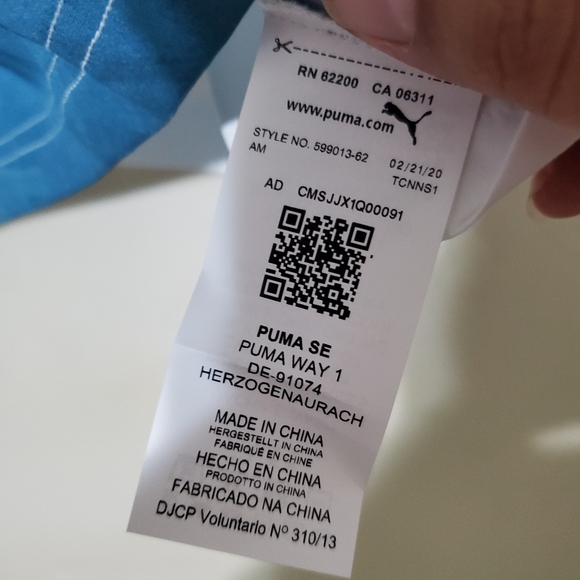 RN 62200 CA 06311
www.puma.com
STYLE NO. 599013-62 02/21/20
AM TCNNS1
AD CMSJJX1Q00091
PUMA SE
PUMA WAY 1
DE-91074
HERZOGENAURACH
MADE IN CHINA
HERGESTELLT IN CHINA
FABRIQUÉ EN CHINE
HECHO EN CHINA
PRODOTTO IN CHINA
FABRICADO NA CHINA
DJCP Voluntario Nº 310/13